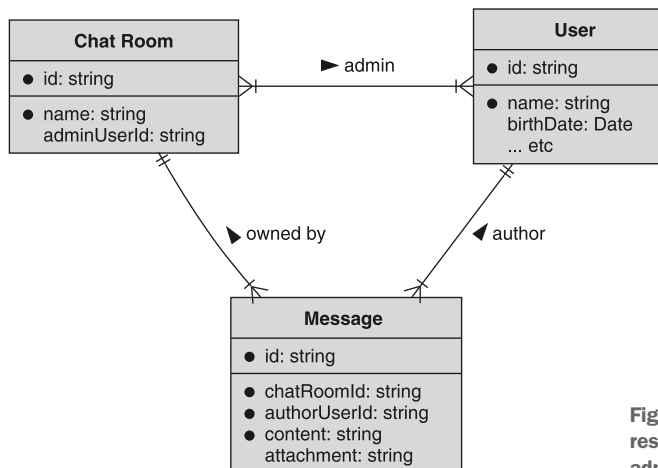 Chat Room
● id: string
● name: string
adminUserId: string
► admin
User
● id: string
● name: string
birthDate: Date
... etc
owned by
author
Message
● id: string
● chatRoomId: string
● authorUserId: string
● content: string
attachment: string
Fig
res